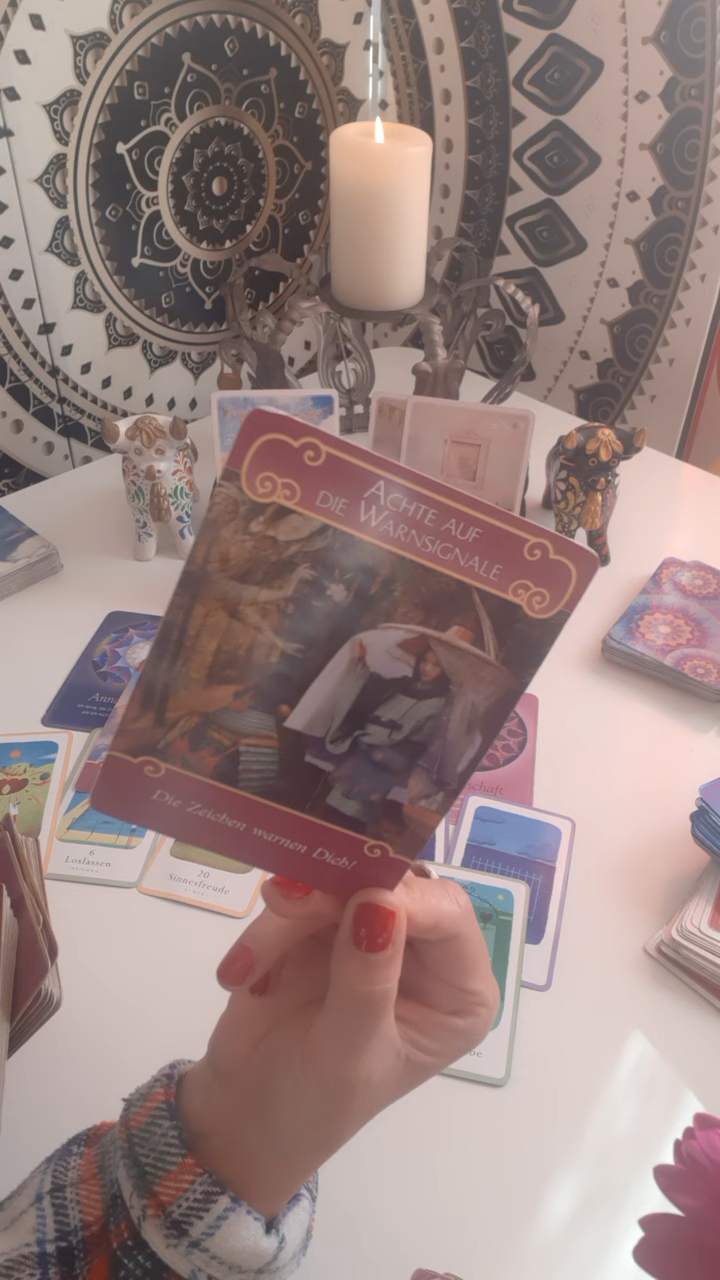 ACHTE AUF
DIE WARNSIGNALE
Die Zeichen warnen Dich!
6
Loslassen
20
Sinnesfreude